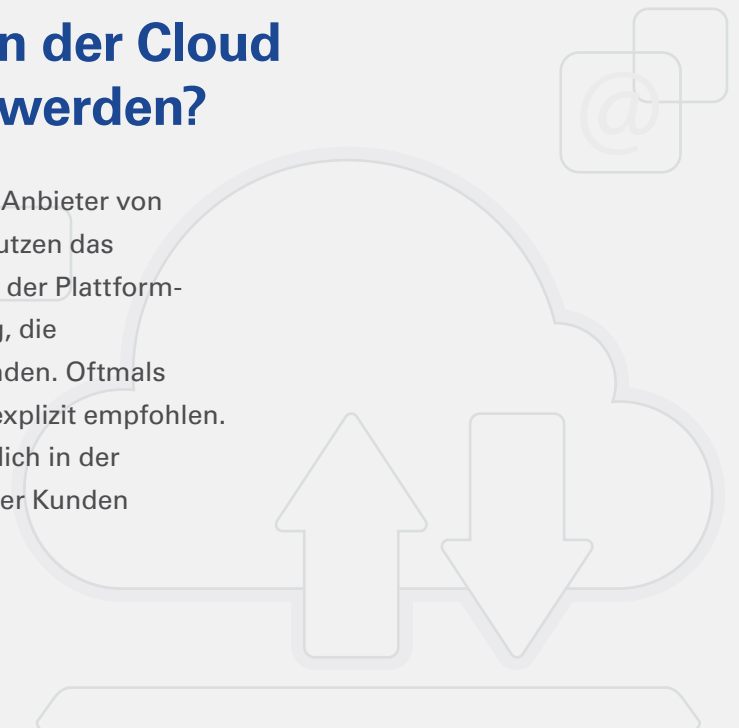 n der Cloud
werden?
@
Anbieter von
utzen das
der Plattform-
g, die
nden. Oftmals
explizit empfohlen.
lich in der
er Kunden